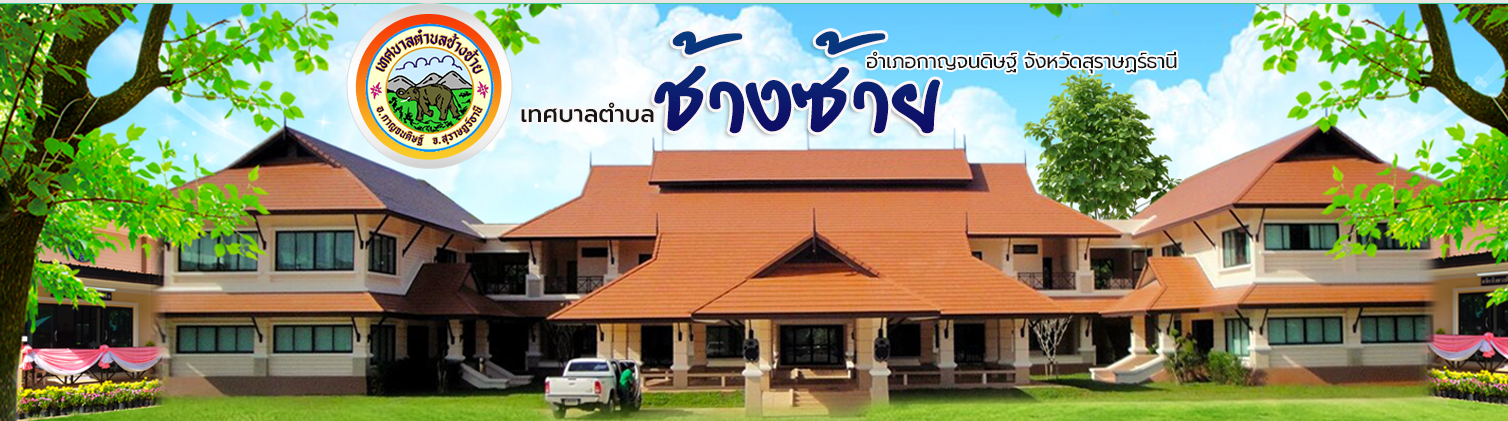 เทศบาลตำบลช้างซ้าย
อ.กาญจนดิษฐ์ จ.สุราษฎร์ธานี
อำเภอกาญจนดิษฐ์ จังหวัดสุราษฎร์ธานี
เทศบาลตำบล ช้างซ้าย